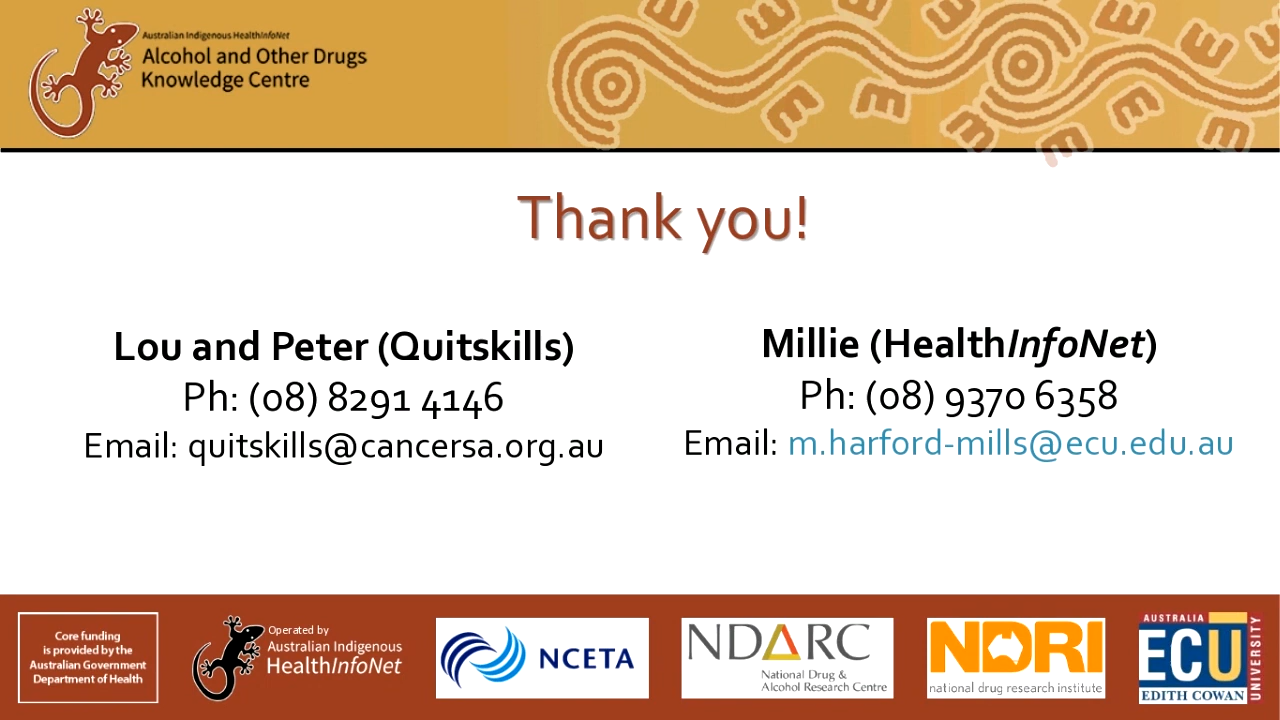 Australian Indigenous HealthInfoNet
Alcohol and Other Drugs
Knowledge Centre
Thank you!
Lou and Peter (Quitskills)
Ph: (08) 8291 4146
Email: quitskills@cancersa.org.au
Millie (HealthInfoNet)
Ph: (08) 9370 6358
Email: m.harford-mills@ecu.edu.au
Core funding
is provided by the
Australian Government
Department of Health
Operated by
Australian Indigenous
HealthInfoNet
NCETA
NDARC
National Drug &
Alcohol Research Centre
NDRI
national drug research institute
AUSTRALIA
ECU
EDITH COWAN
UNIVERSITY